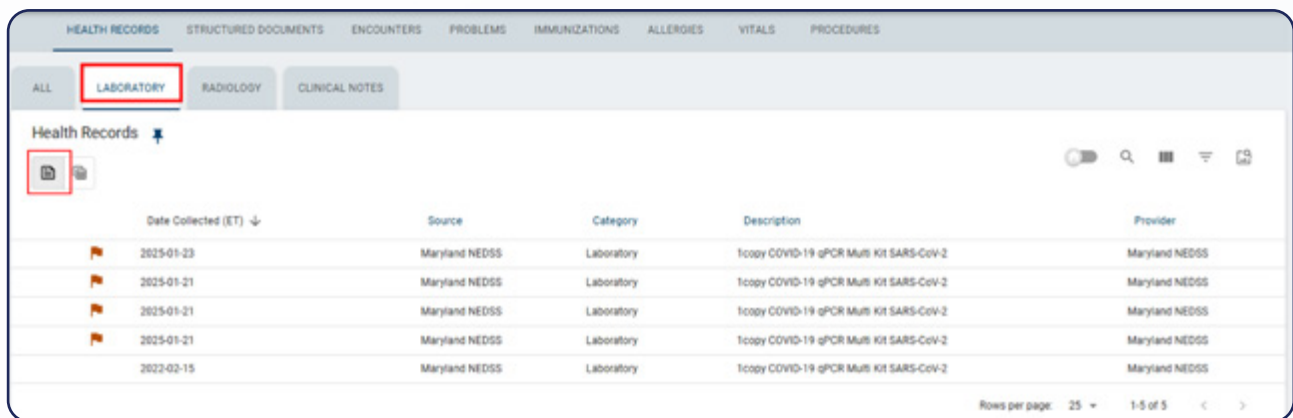 HEALTH RECORDS STRUCTURED DOCUMENTS ENCOUNTERS PROBLEMS IMMUNIZATIONS ALLERGIES VITALS PROCEDURES
ALL LABORATORY RADIOLOGY CLINICAL NOTES
Health Records
Date Collected (ET) Source Category Description Provider
2025-01-23 Maryland NEDSS Laboratory 1copy COVID-19 qPCR Multi Kit SARS-CoV-2 Maryland NEDSS
2025-01-21 Maryland NEDSS Laboratory 1copy COVID-19 qPCR Multi Kit SARS-CoV-2 Maryland NEDSS
2025-01-21 Maryland NEDSS Laboratory 1copy COVID-19 qPCR Multi Kit SARS-CoV-2 Maryland NEDSS
2025-01-21 Maryland NEDSS Laboratory 1copy COVID-19 qPCR Multi Kit SARS-CoV-2 Maryland NEDSS
2022-02-15 Maryland NEDSS Laboratory 1copy COVID-19 qPCR Multi Kit SARS-CoV-2 Maryland NEDSS
Rows per page: 25 1-5 of 5